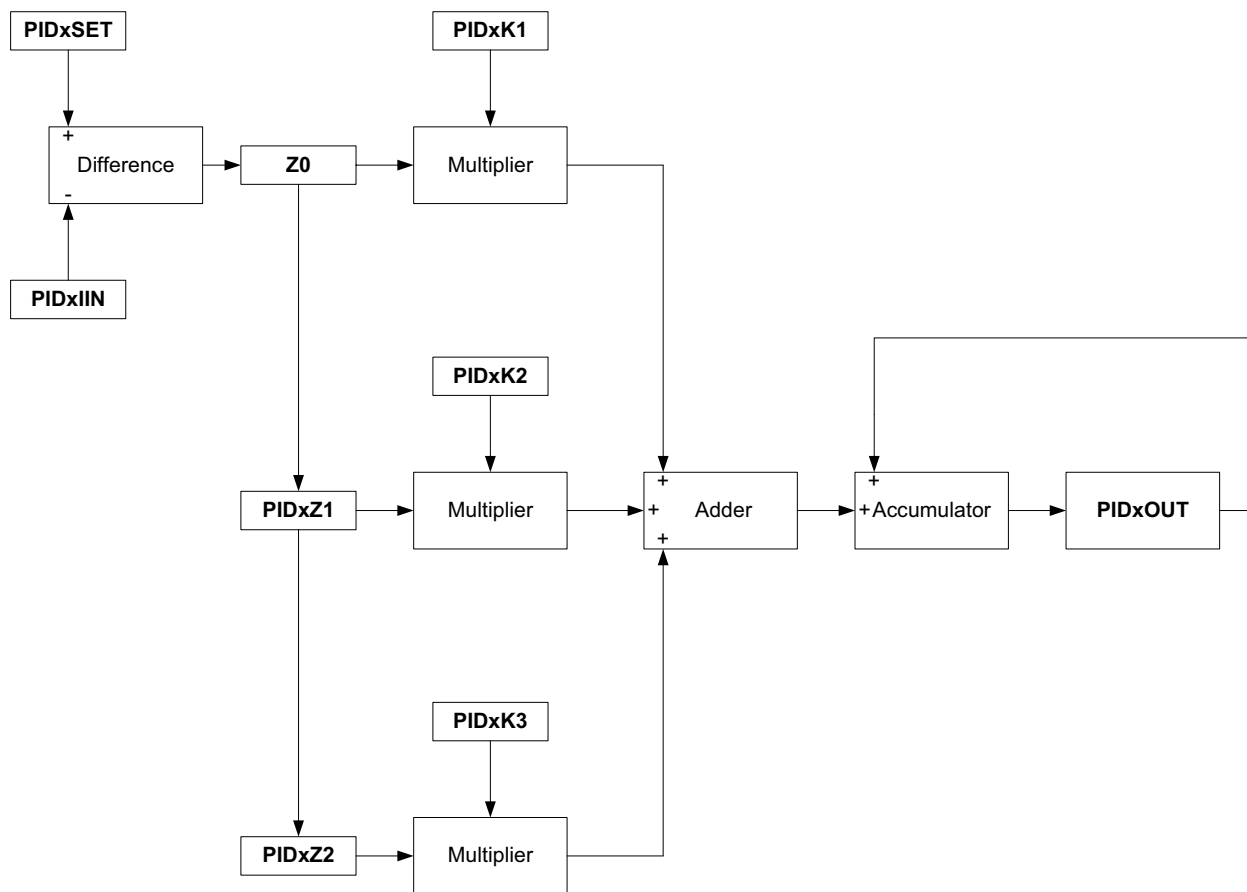 PIDxSET
PIDxK1
+
Difference
-
Z0
Multiplier
PIDxIIN
PIDxK2
PIDxZ1
Multiplier
+
+
+
Adder
+
+
Accumulator
PIDxOUT
PIDxK3
PIDxZ2
Multiplier